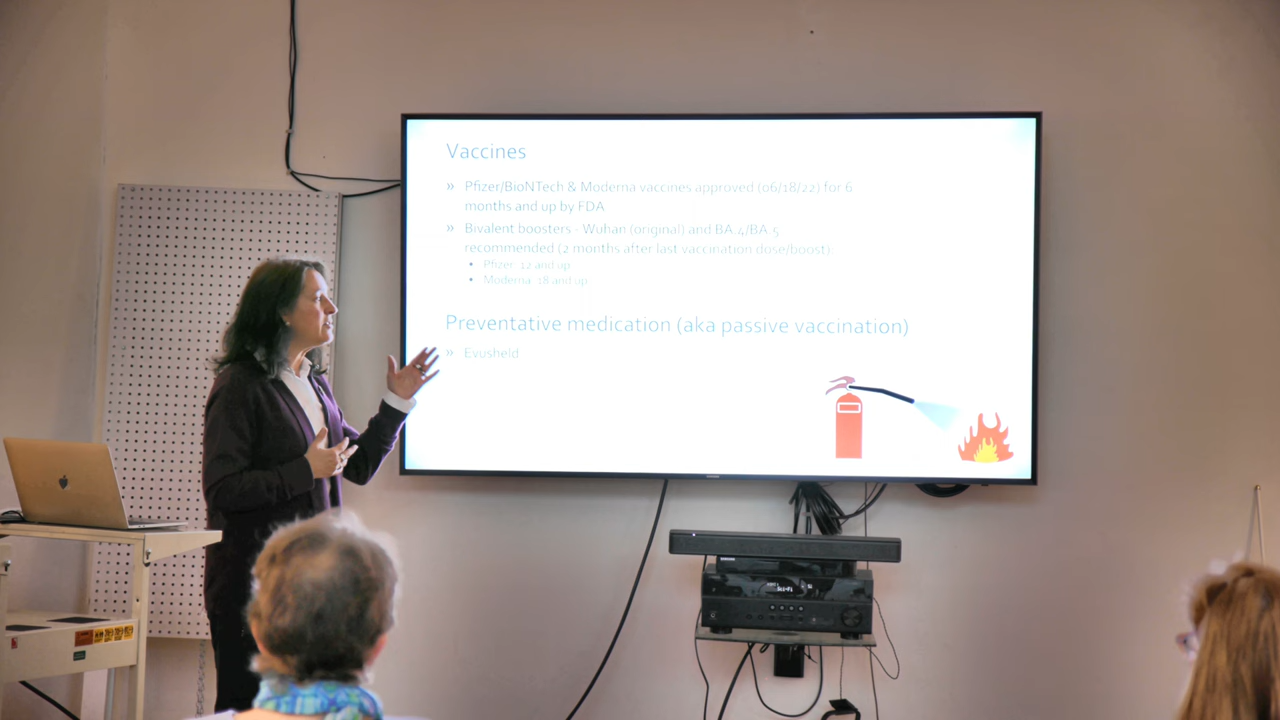 Vaccines
» Pfizer/BioNTech & Moderna vaccines approved (06/18/22) for 6
months and up by FDA
» Bivalent boosters - Wuhan (original) and BA.4/BA.5
recommended (2 months after last vaccination dose/boost):
• Pfizer: 12 and up
• Moderna: 18 and up
Preventative medication (aka passive vaccination)
» Evusheld
Sci-Fi